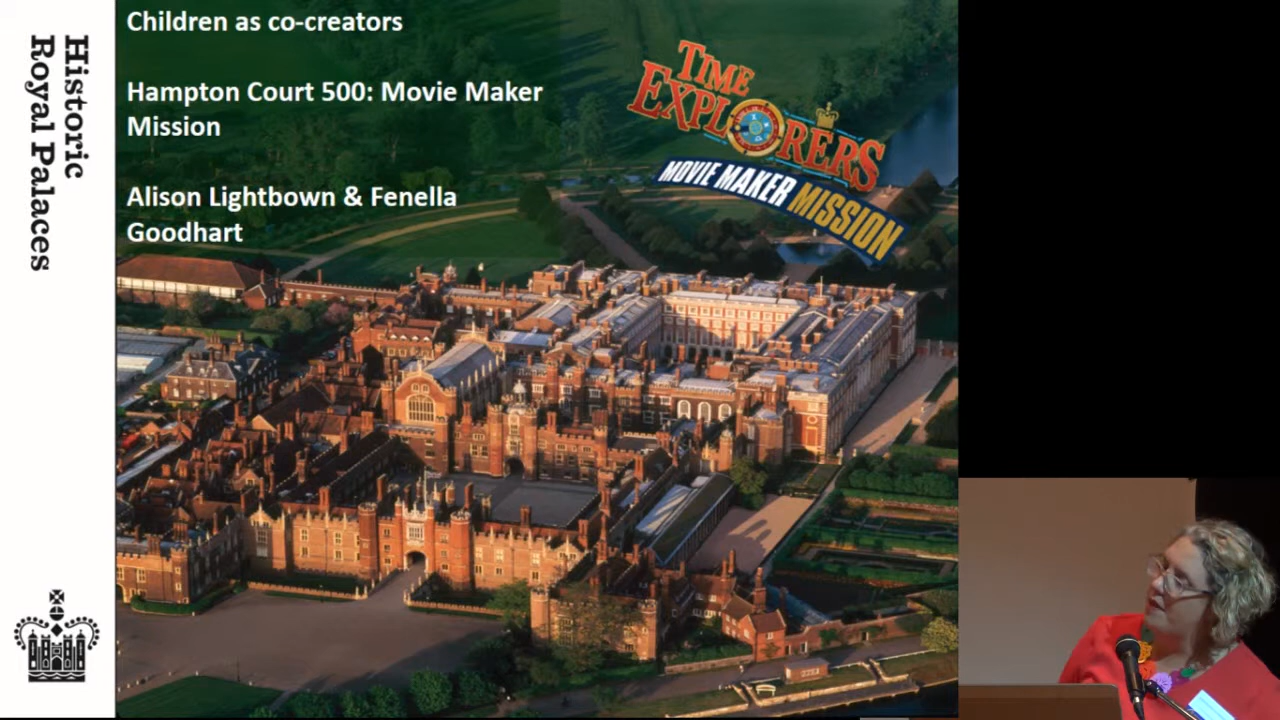 Historic
Royal Palaces
Children as co-creators
Hampton Court 500: Movie Maker
Mission
Alison Lightbown & Fenella
Goodhart
TIME
EXPLORERS
MOVIE MAKER MISSION